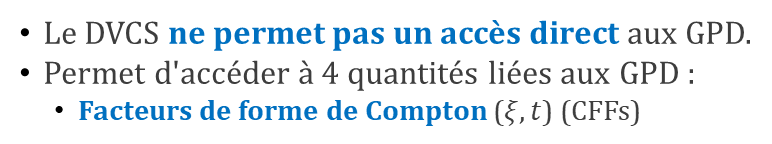 • Le DVCS ne permet pas un accès direct aux GPD.
• Permet d'accéder à 4 quantités liées aux GPD :
• Facteurs de forme de Compton (ξ, t) (CFFs)